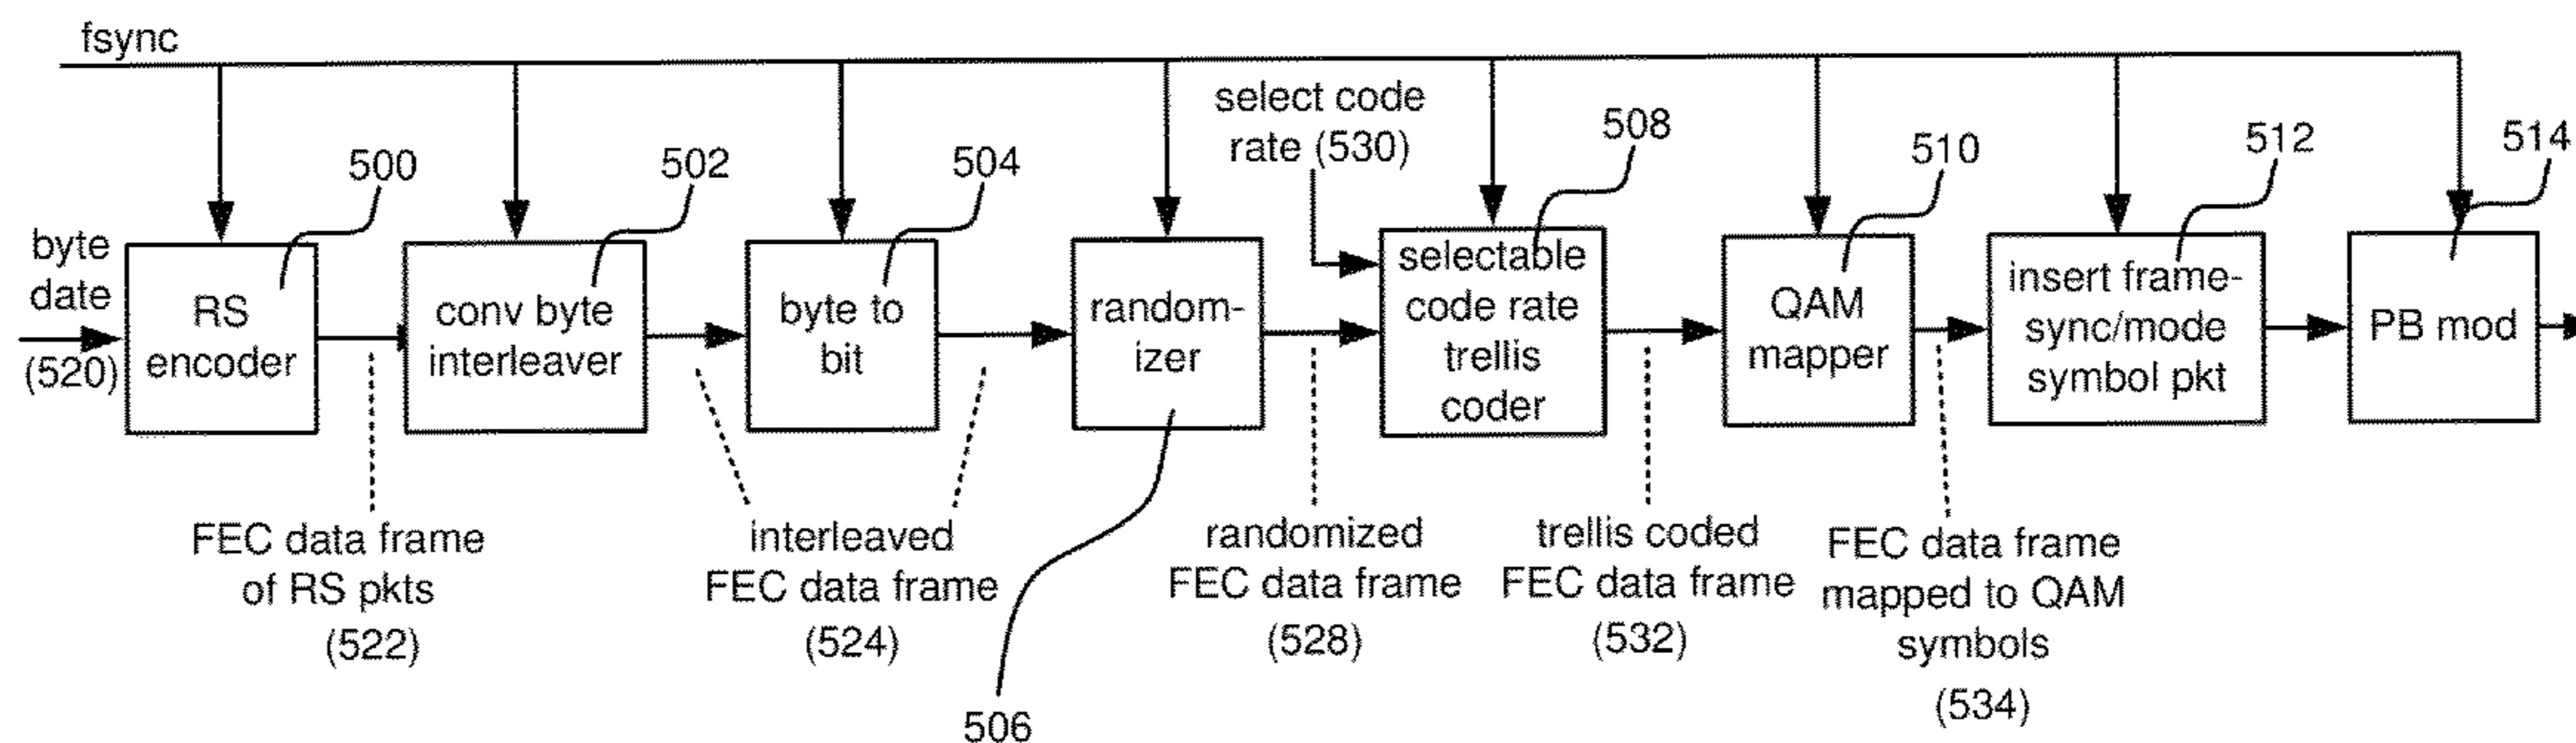 fsync
select code
rate (530)
500
502
504
508
510
512
514
byte
date
(520)
RS
encoder
conv byte
interleaver
byte to
bit
random-
izer
selectable
code rate
trellis
coder
QAM
mapper
insert frame-
sync/mode
symbol pkt
PB mod
FEC data frame
of RS pkts
(522)
interleaved
FEC data frame
(524)
506
randomized
FEC data frame
(528)
trellis coded
FEC data frame
(532)
FEC data frame
mapped to QAM
symbols
(534)